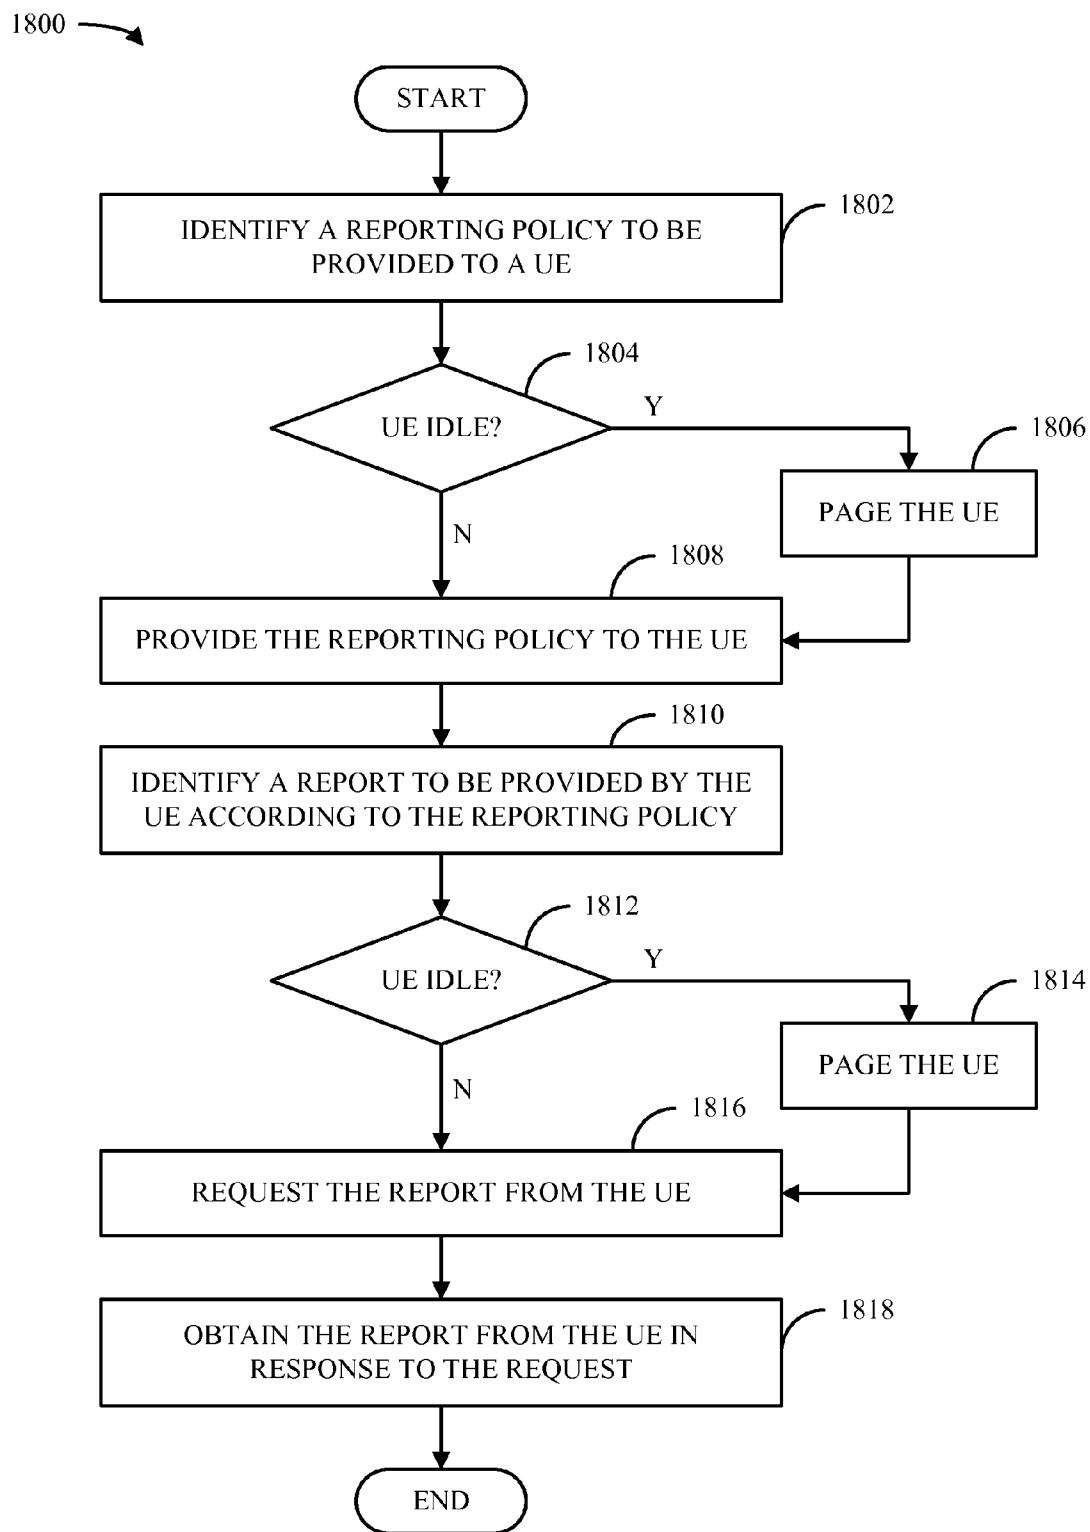 1800
START
1802
IDENTIFY A REPORTING POLICY TO BE
PROVIDED TO A UE
1804
UE IDLE?
Y
1806
PAGE THE UE
N
1808
PROVIDE THE REPORTING POLICY TO THE UE
1810
IDENTIFY A REPORT TO BE PROVIDED BY THE
UE ACCORDING TO THE REPORTING POLICY
1812
UE IDLE?
Y
1814
PAGE THE UE
N
1816
REQUEST THE REPORT FROM THE UE
1818
OBTAIN THE REPORT FROM THE UE IN
RESPONSE TO THE REQUEST
END